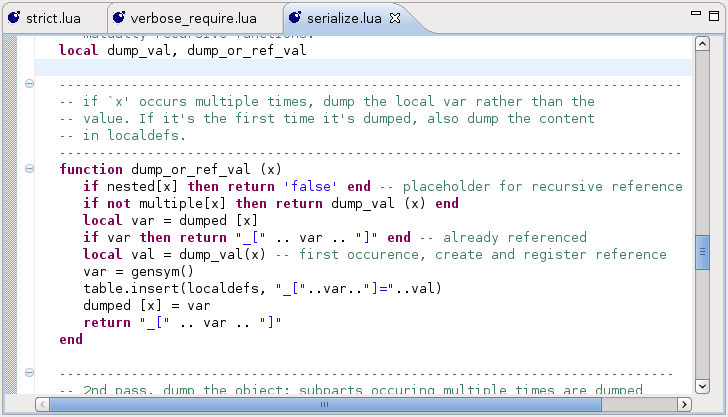 strict.lua verbose_require.lua serialize.lua
mutually recursive functions.
local dump_val, dump_or_ref_val
-----------------------------------------------------------------------------
-- if `x' occurs multiple times, dump the local var rather than the
-- value. If it's the first time it's dumped, also dump the content
-- in localdefs.
-----------------------------------------------------------------------------
function dump_or_ref_val (x)
if nested[x] then return 'false' end -- placeholder for recursive reference
if not multiple[x] then return dump_val (x) end
local var = dumped [x]
if var then return "_[" .. var .. "]" end -- already referenced
local val = dump_val(x) -- first occurence, create and register reference
var = gensym()
table.insert(localdefs, "_["..var.."]="..val)
dumped [x] = var
return "_[" .. var .. "]"
end
----------------------------------------------------------------------------
-- 2nd pass, dump the object; subparts occuring multiple times are dumped